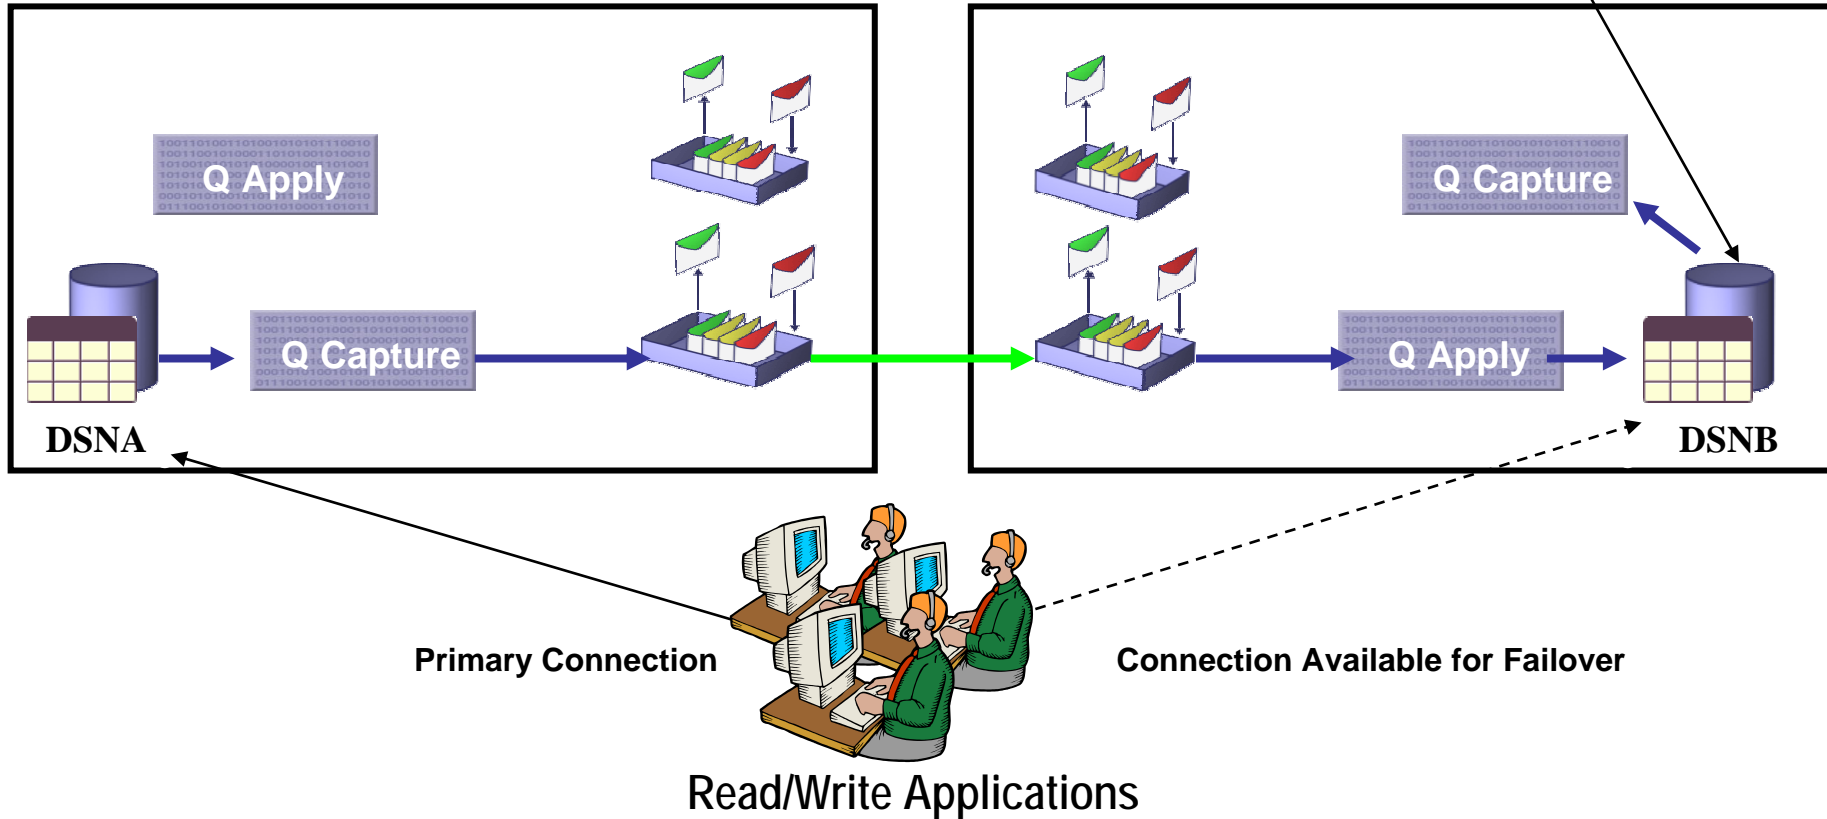 Q Apply
Q Capture
Q Capture
Q Apply
DSNA
DSNB
Primary Connection
Connection Available for Failover
Read/Write Applications